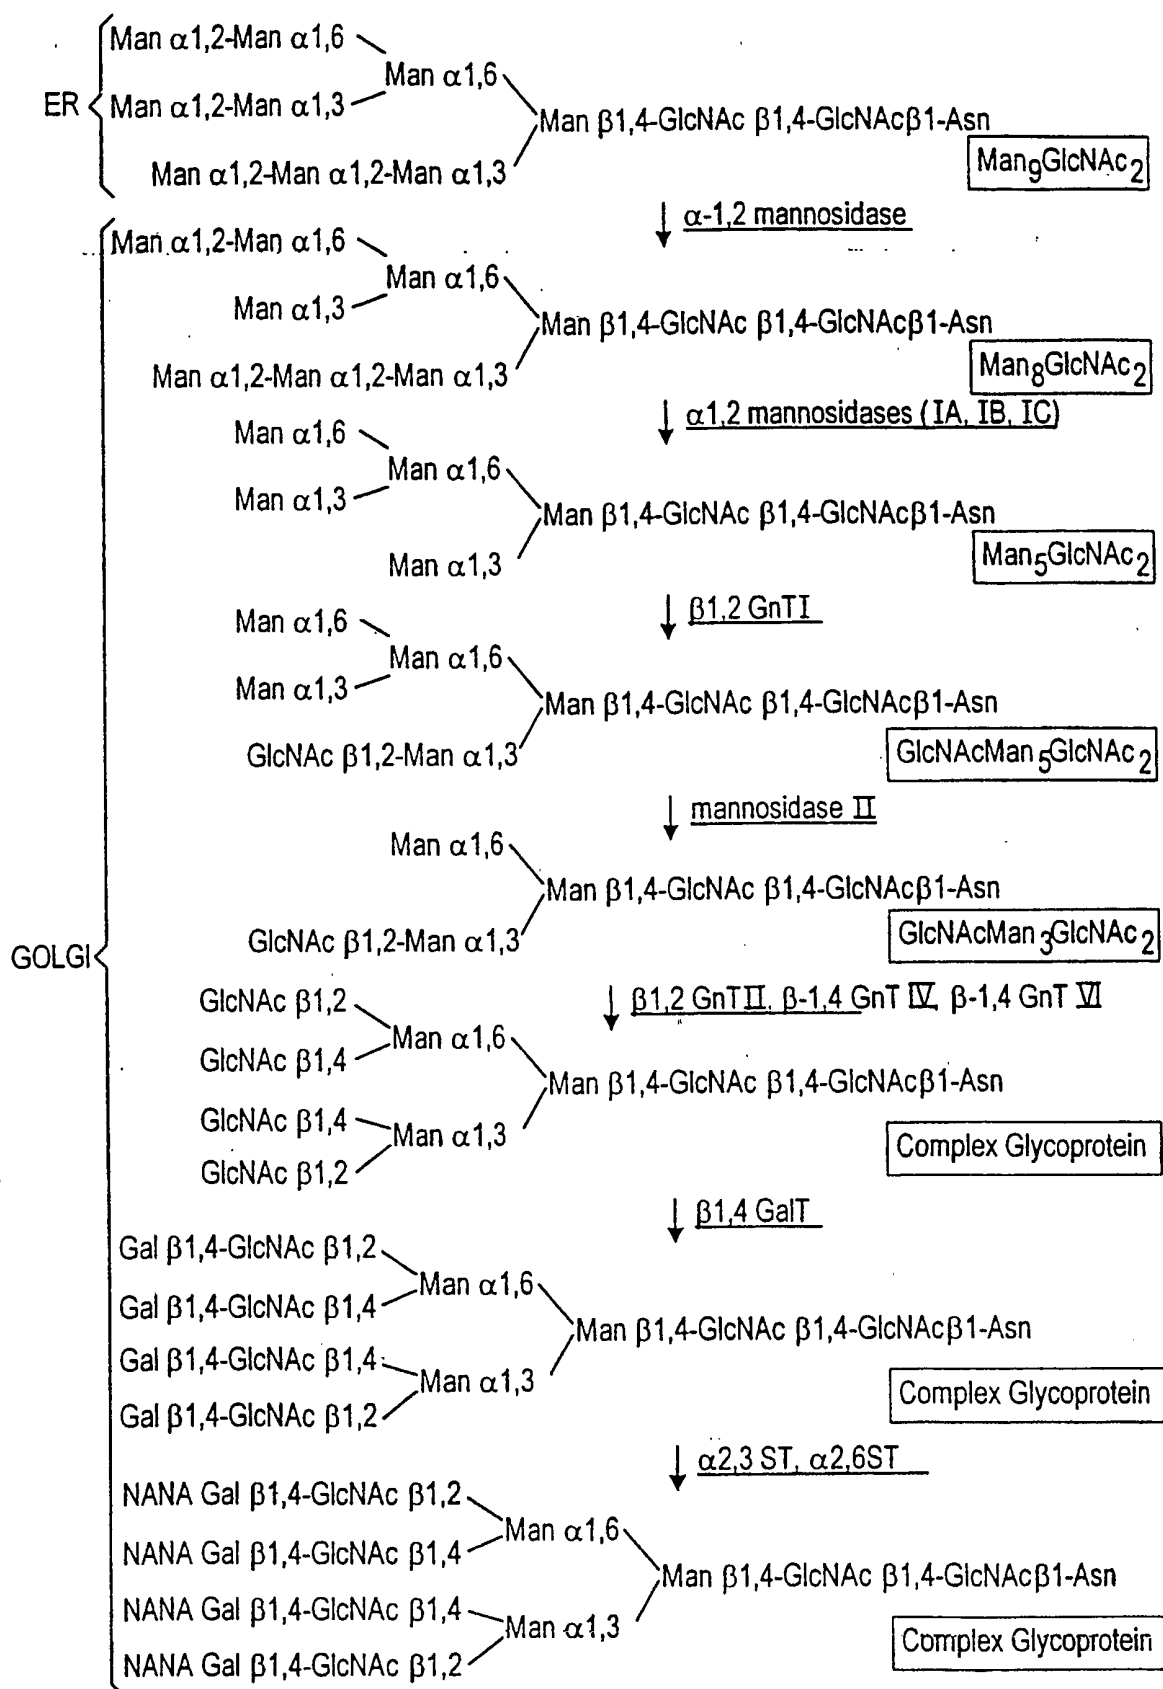 Man α1,2-Man α1,6
Man α1,6
ER
Man α1,2-Man α1,3
Man β1,4-GlcNAc β1,4-GlcNAcβ1-Asn
Man α1,2-Man α1,2-Man α1,3
Man9GlcNAc2
α-1,2 mannosidase
Man α1,2-Man α1,6
Man α1,6
Man α1,3
Man β1,4-GlcNAc β1,4-GlcNAcβ1-Asn
Man α1,2-Man α1,2-Man α1,3
Man8GlcNAc2
α1,2 mannosidases (IA, IB, IC)
Man α1,6
Man α1,6
Man α1,3
Man β1,4-GlcNAc β1,4-GlcNAcβ1-Asn
Man α1,3
Man5GlcNAc2
β1,2 GnTI
Man α1,6
Man α1,6
Man α1,3
Man β1,4-GlcNAc β1,4-GlcNAcβ1-Asn
GlcNAc β1,2-Man α1,3
GlcNAcMan5GlcNAc2
mannosidase II
Man α1,6
Man β1,4-GlcNAc β1,4-GlcNAcβ1-Asn
GlcNAc β1,2-Man α1,3
GlcNAcMan3GlcNAc2
GOLGI
β1,2 GnTII, β-1,4 GnT IV, β-1,4 GnT VI
GlcNAc β1,2
Man α1,6
GlcNAc β1,4
Man β1,4-GlcNAc β1,4-GlcNAcβ1-Asn
GlcNAc β1,4
Man α1,3
GlcNAc β1,2
Complex Glycoprotein
β1,4 GalT
Gal β1,4-GlcNAc β1,2
Man α1,6
Gal β1,4-GlcNAc β1,4
Man β1,4-GlcNAc β1,4-GlcNAcβ1-Asn
Gal β1,4-GlcNAc β1,4
Man α1,3
Gal β1,4-GlcNAc β1,2
Complex Glycoprotein
α2,3 ST, α2,6ST
NANA Gal β1,4-GlcNAc β1,2
Man α1,6
NANA Gal β1,4-GlcNAc β1,4
Man β1,4-GlcNAc β1,4-GlcNAcβ1-Asn
NANA Gal β1,4-GlcNAc β1,4
Man α1,3
NANA Gal β1,4-GlcNAc β1,2
Complex Glycoprotein